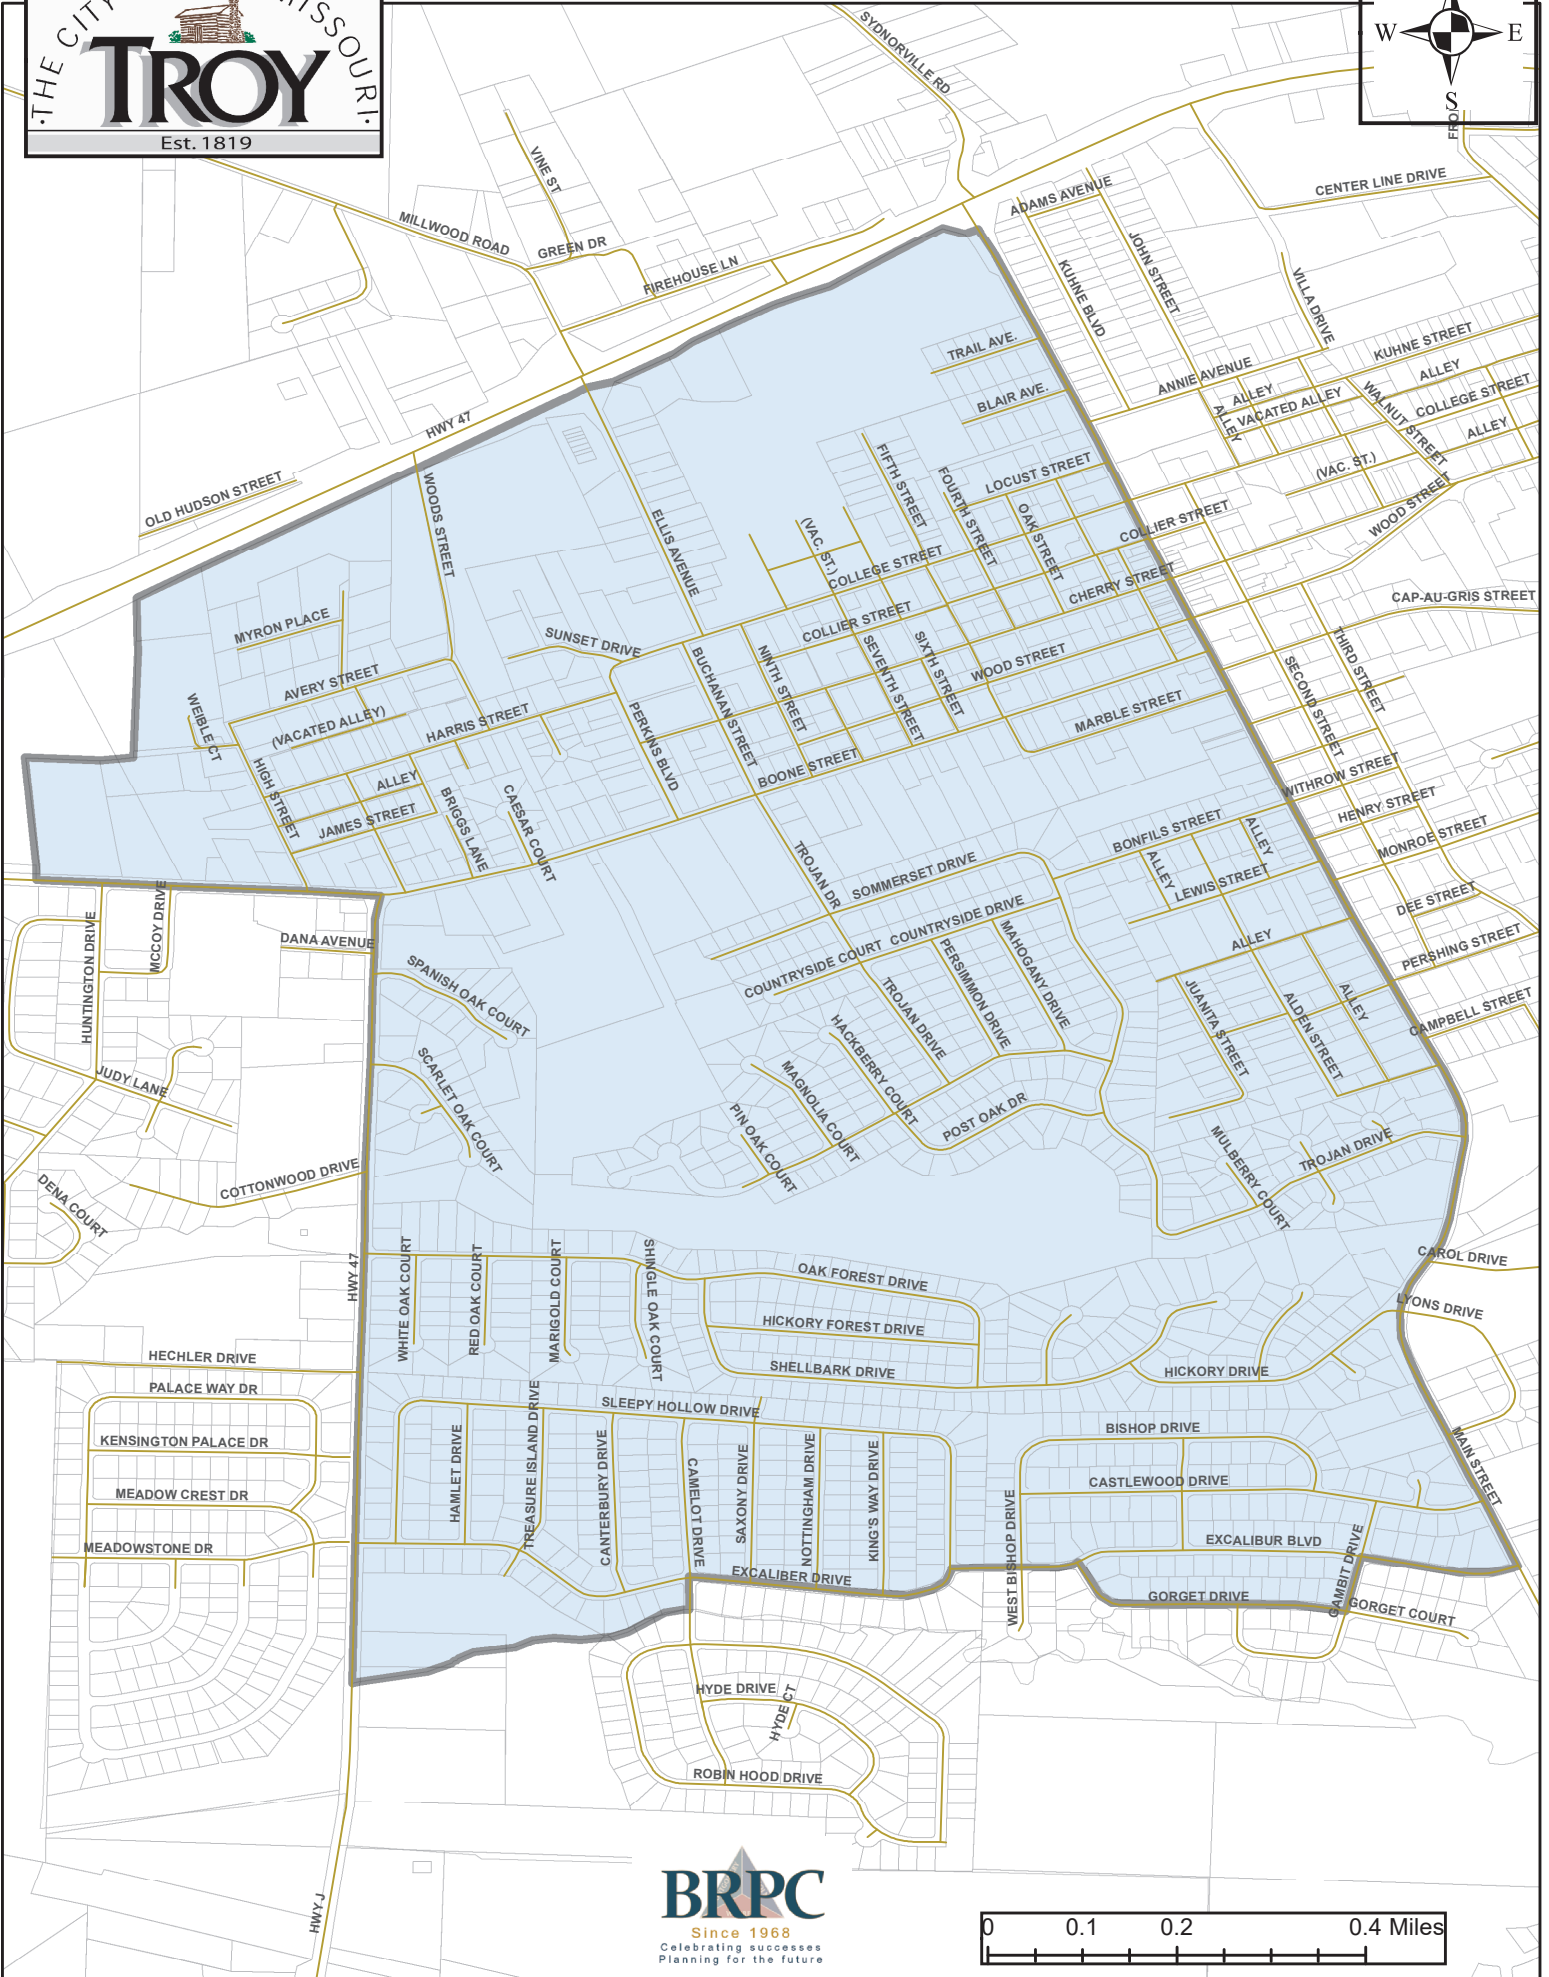 THE CITY
MISSOURI
TROY
Est. 1819
W
E
S
SYDNORVILLE RD
VINE ST
MILLWOOD ROAD
GREEN DR
FIREHOUSE LN
ADAMS AVENUE
CENTER LINE DRIVE
JOHN STREET
KUHNE BLVD
VILLA DRIVE
KUHNE STREET
TRAIL AVE.
ANNIE AVENUE
ALLEY
ALLEY
BLAIR AVE.
VACATED ALLEY
ALLEY
WALNUT STREET
COLLEGE STREET
ALLEY
HWY 47
OLD HUDSON STREET
WOODS STREET
ELLIS AVENUE
FIFTH STREET
FOURTH STREET
LOCUST STREET
OAK STREET
(VAC. ST.)
(VAC. ST.)
WOOD STREET
COLLIER STREET
COLLEGE STREET
CHERRY STREET
CAP-AU-GRIS STREET
MYRON PLACE
SUNSET DRIVE
COLLIER STREET
AVERY STREET
WEIBLE CT
(VACATED ALLEY)
HARRIS STREET
BUCHANAN STREET
NINTH STREET
SEVENTH STREET
SIXTH STREET
WOOD STREET
THIRD STREET
SECOND STREET
MARBLE STREET
PERKINS BLVD
BOONE STREET
HIGH STREET
ALLEY
JAMES STREET
BRIGGS LANE
CAESAR COURT
WITHROW STREET
HENRY STREET
MONROE STREET
BONFILS STREET
ALLEY
ALLEY
LEWIS STREET
TROJAN DR
SOMMERSET DRIVE
DEE STREET
PERSHING STREET
HUNTINGTON DRIVE
MCCOY DRIVE
DANA AVENUE
COUNTRYSIDE COURT
COUNTRYSIDE DRIVE
ALLEY
SPANISH OAK COURT
TROJAN DRIVE
PERSIMMON DRIVE
MAHOGANY DRIVE
JUANITA STREET
ALDEN STREET
ALLEY
CAMPBELL STREET
JUDY LANE
SCARLET OAK COURT
HACKBERRY COURT
MAGNOLIA COURT
PIN OAK COURT
POST OAK DR
MULBERRY COURT
TROJAN DRIVE
COTTONWOOD DRIVE
DENA COURT
HWY 47
WHITE OAK COURT
RED OAK COURT
MARIGOLD COURT
SHINGLE OAK COURT
OAK FOREST DRIVE
CAROL DRIVE
LYONS DRIVE
HICKORY FOREST DRIVE
HECHLER DRIVE
SHELLBARK DRIVE
HICKORY DRIVE
PALACE WAY DR
SLEEPY HOLLOW DRIVE
BISHOP DRIVE
KENSINGTON PALACE DR
HAMLET DRIVE
TREASURE ISLAND DRIVE
CANTERBURY DRIVE
CAMELOT DRIVE
SAXONY DRIVE
NOTTINGHAM DRIVE
KING'S WAY DRIVE
CASTLEWOOD DRIVE
MAIN STREET
MEADOW CREST DR
WEST BISHOP DRIVE
EXCALIBUR BLVD
MEADOWSTONE DR
EXCALIBER DRIVE
GAMBIT DRIVE
GORGET DRIVE
GORGET COURT
HYDE DRIVE
HYDE CT
ROBIN HOOD DRIVE
HWY J
BRPC
Since 1968
Celebrating successes
Planning for the future
0 0.1 0.2 0.4 Miles